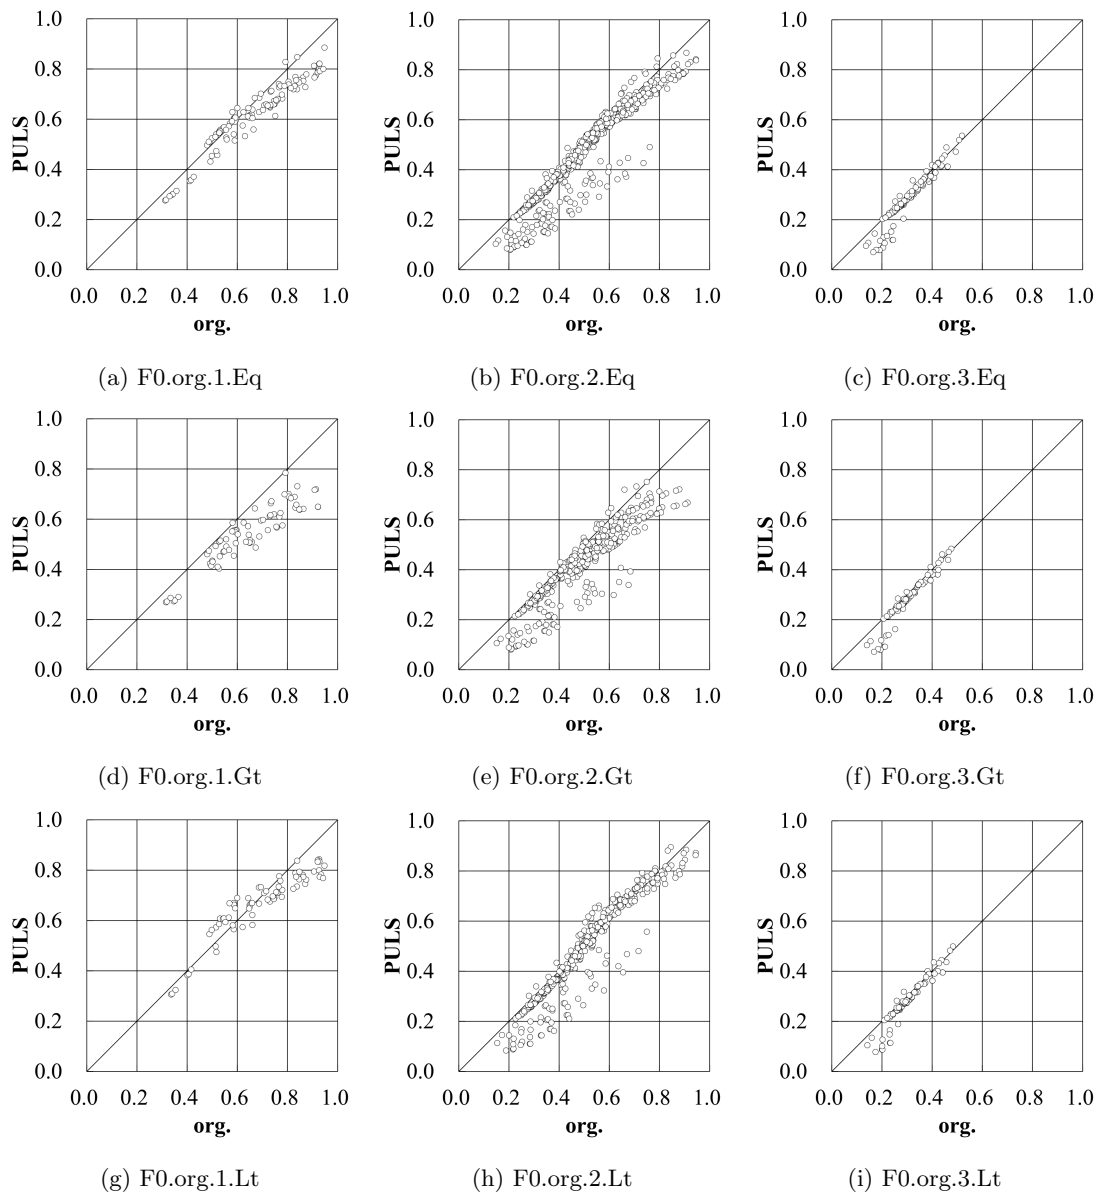 1.0 1.0 1.0
0.8 0.8 0.8
0.6 0.6 0.6
PULS PULS PULS
0.4 0.4 0.4
0.2 0.2 0.2
0.0 0.0 0.0
0.0 0.2 0.4 0.6 0.8 1.0 0.0 0.2 0.4 0.6 0.8 1.0 0.0 0.2 0.4 0.6 0.8 1.0
org. org. org.
(a) F0.org.1.Eq (b) F0.org.2.Eq (c) F0.org.3.Eq
1.0 1.0 1.0
0.8 0.8 0.8
0.6 0.6 0.6
PULS PULS PULS
0.4 0.4 0.4
0.2 0.2 0.2
0.0 0.0 0.0
0.0 0.2 0.4 0.6 0.8 1.0 0.0 0.2 0.4 0.6 0.8 1.0 0.0 0.2 0.4 0.6 0.8 1.0
org. org. org.
(d) F0.org.1.Gt (e) F0.org.2.Gt (f) F0.org.3.Gt
1.0 1.0 1.0
0.8 0.8 0.8
0.6 0.6 0.6
PULS PULS PULS
0.4 0.4 0.4
0.2 0.2 0.2
0.0 0.0 0.0
0.0 0.2 0.4 0.6 0.8 1.0 0.0 0.2 0.4 0.6 0.8 1.0 0.0 0.2 0.4 0.6 0.8 1.0
org. org. org.
(g) F0.org.1.Lt (h) F0.org.2.Lt (i) F0.org.3.Lt